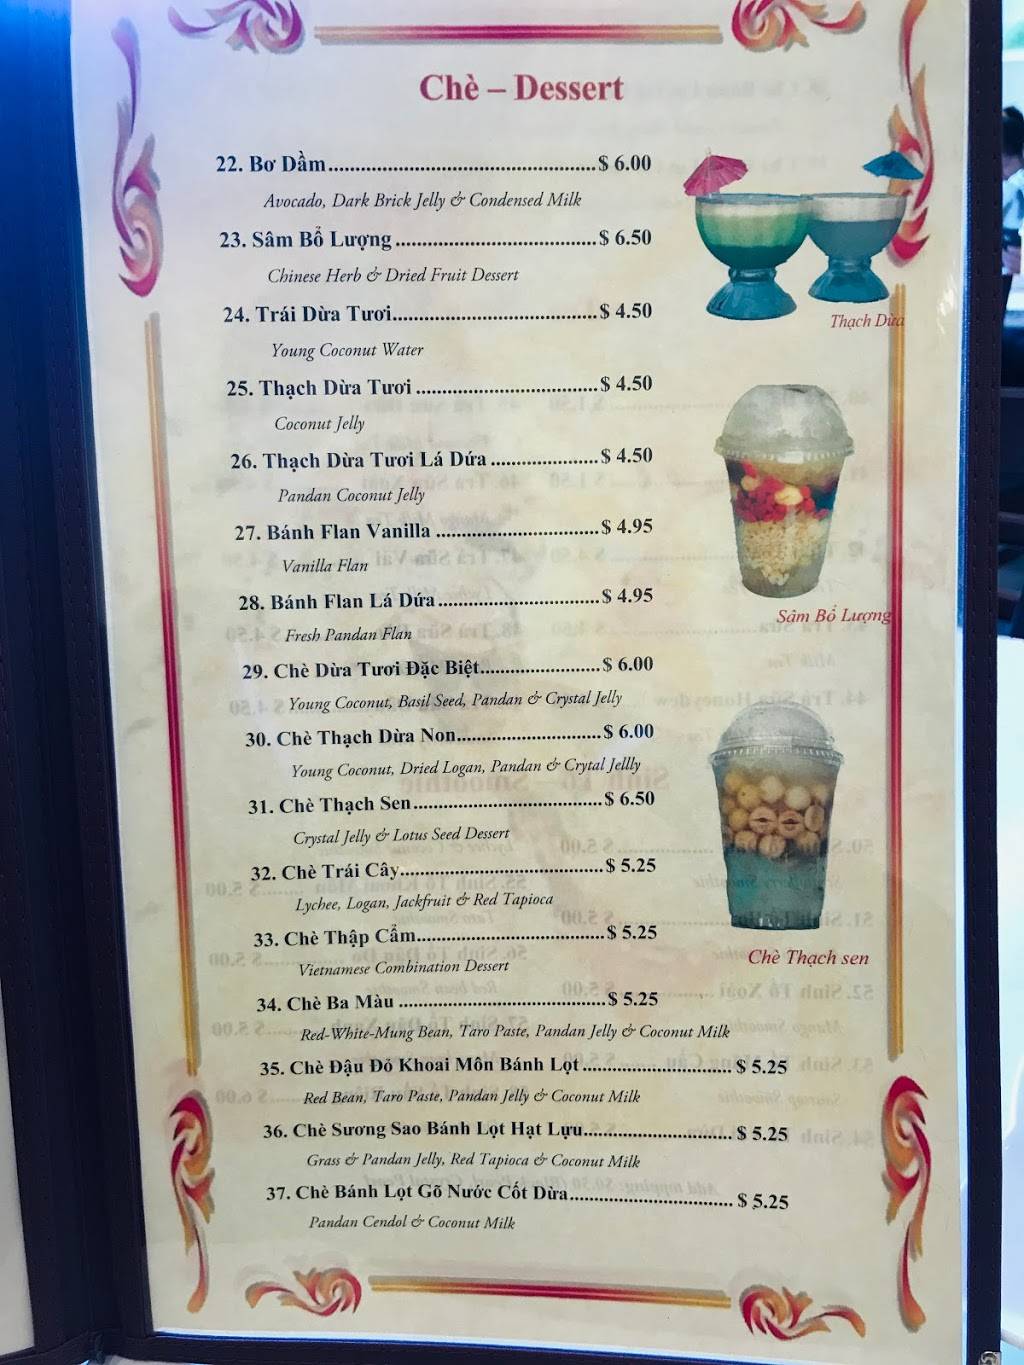 Chè – Dessert
22. Bơ Dầm..................................................$ 6.00
Avocado, Dark Brick Jelly & Condensed Milk
23. Sâm Bổ Lượng.....................................$ 6.50
Chinese Herb & Dried Fruit Dessert
24. Trái Dừa Tươi......................................$ 4.50
Young Coconut Water
Thạch Dừa
25. Thạch Dừa Tươi..................................$ 4.50
Coconut Jelly
26. Thạch Dừa Tươi Lá Dứa....................$ 4.50
Pandan Coconut Jelly
27. Bánh Flan Vanilla ..............................$ 4.95
Vanilla Flan
28. Bánh Flan Lá Dứa..............................$ 4.95
Sâm Bổ Lượng
Fresh Pandan Flan
29. Chè Dừa Tươi Đặc Biệt......................$ 6.00
Young Coconut, Basil Seed, Pandan & Crystal Jelly
30. Chè Thạch Dừa Non..........................$ 6.00
Young Coconut, Dried Logan, Pandan & Crytal Jellly
31. Chè Thạch Sen...................................$ 6.50
Crystal Jelly & Lotus Seed Dessert
32. Chè Trái Cây......................................$ 5.25
Lychee, Logan, Jackfruit & Red Tapioca
33. Chè Thập Cẩm...................................$ 5.25
Chè Thạch sen
Vietnamese Combination Dessert
34. Chè Ba Màu .......................................$ 5.25
Red-White-Mung Bean, Taro Paste, Pandan Jelly & Coconut Milk
35. Chè Đậu Đỏ Khoai Môn Bánh Lọt............................$ 5.25
Red Bean, Taro Paste, Pandan Jelly & Coconut Milk
36. Chè Sương Sao Bánh Lọt Hạt Lựu............................$ 5.25
Grass & Pandan Jelly, Red Tapioca & Coconut Milk
37. Chè Bánh Lọt Gõ Nước Cốt Dừa...............................$ 5.25
Pandan Cendol & Coconut Milk